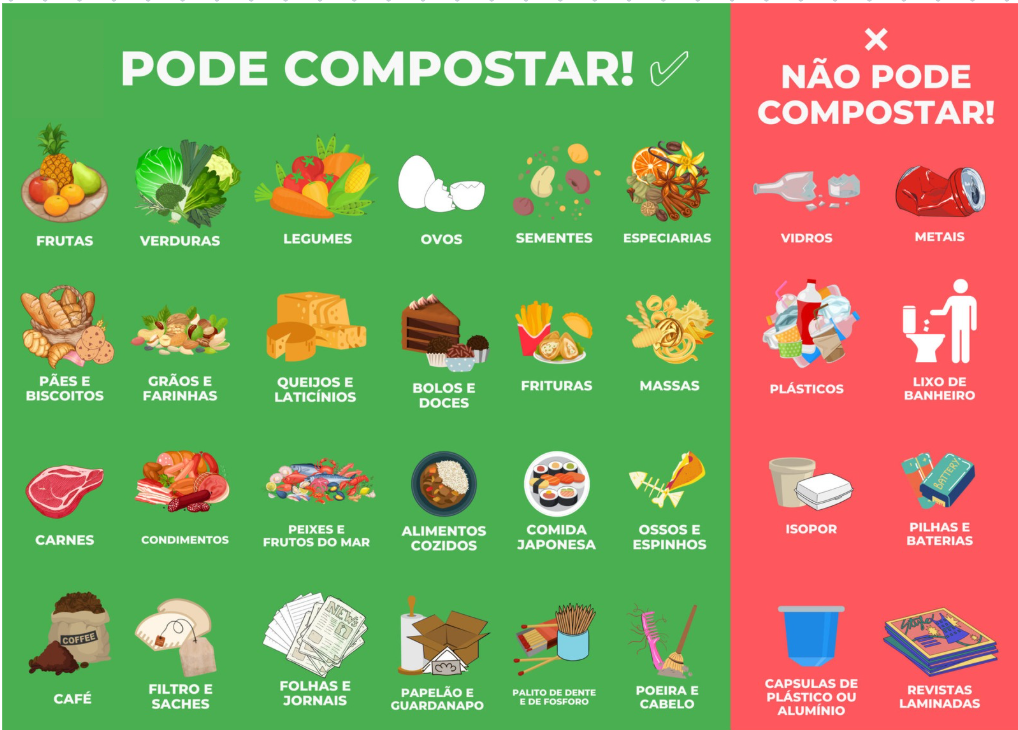 PODE COMPOSTAR!
FRUTAS
VERDURAS
LEGUMES
OVOS
SEMENTES
ESPECIARIAS
PÃES E
BISCOITOS
GRÃOS E
FARINHAS
QUEIJOS E
LATICÍNIOS
BOLOS E
DOCES
FRITURAS
MASSAS
CARNES
CONDIMENTOS
PEIXES E
FRUTOS DO MAR
ALIMENTOS
COZIDOS
COMIDA
JAPONESA
OSSOS E
ESPINHOS
COFFEE
CAFÉ
FILTRO E
SACHES
NEWS
FOLHAS E
JORNAIS
PAPELÃO E
GUARDANAPO
PALITO DE DENTE
E DE FOSFORO
POEIRA E
CABELO
NÃO PODE
COMPOSTAR!
VIDROS
METAIS
PLÁSTICOS
LIXO DE
BANHEIRO
ISOPOR
BATTERY
PILHAS E
BATERIAS
CAPSULAS DE
PLÁSTICO OU
ALUMÍNIO
REVISTAS
LAMINADAS